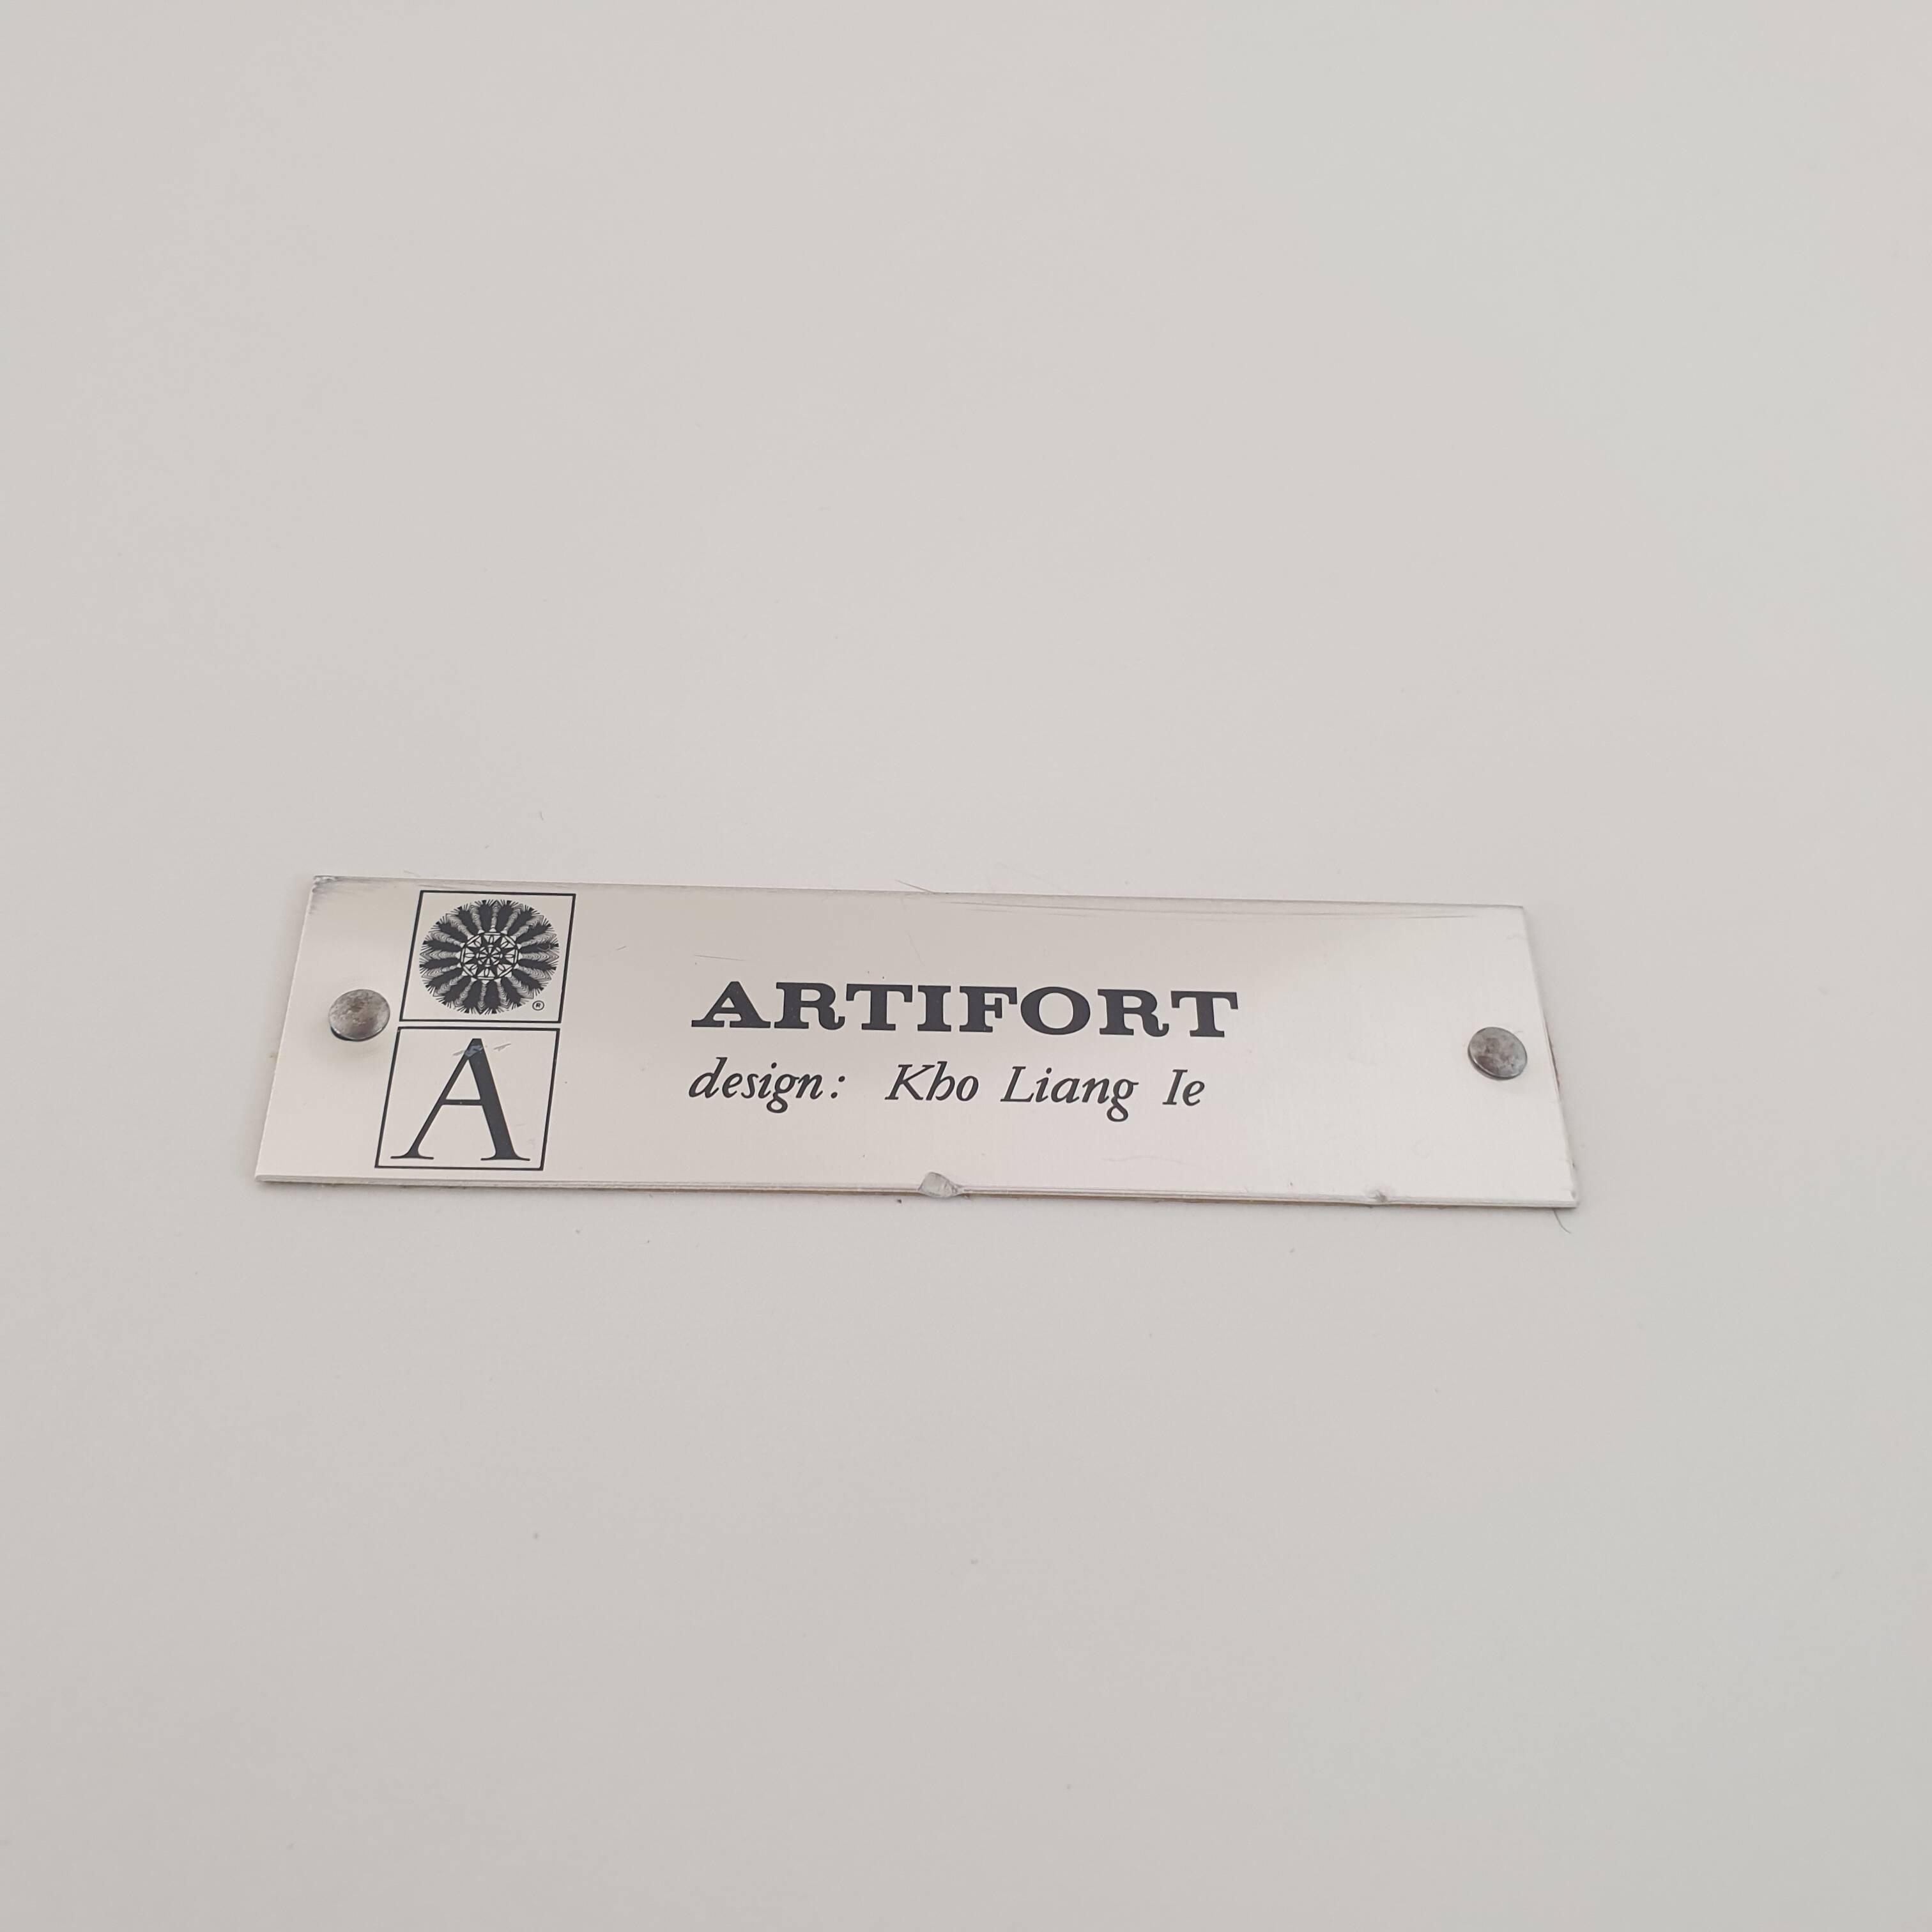 ®
A
ARTIFORT
design: Kho Liang Ie